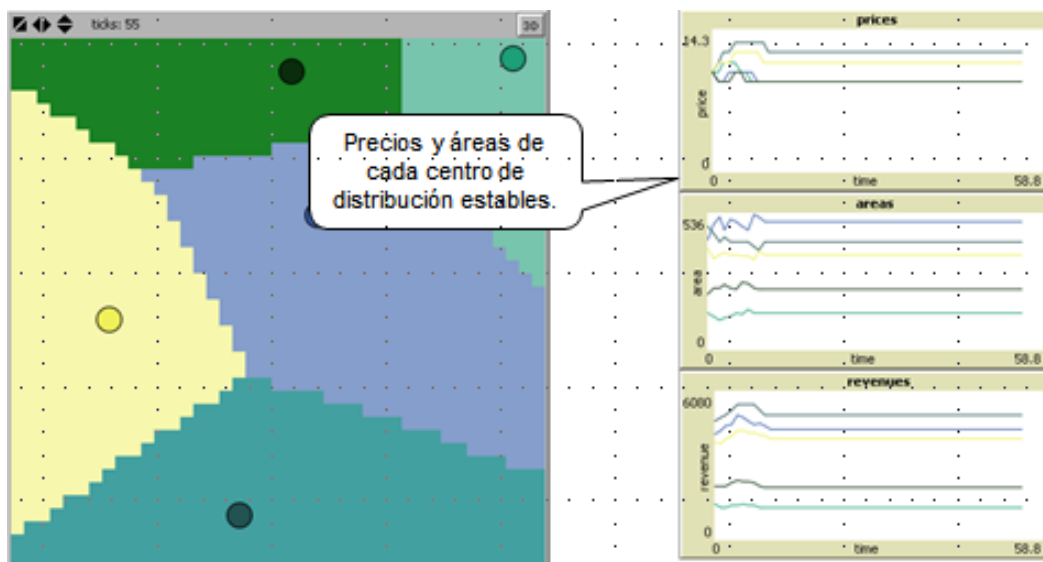 ticks: 55
3D
Precios y áreas de
cada centro de
distribución estables.
prices
14.3
price
0
0
time
58.8
areas
536
area
0
0
time
58.8
revenues
6080
revenue
0
0
time
58.8